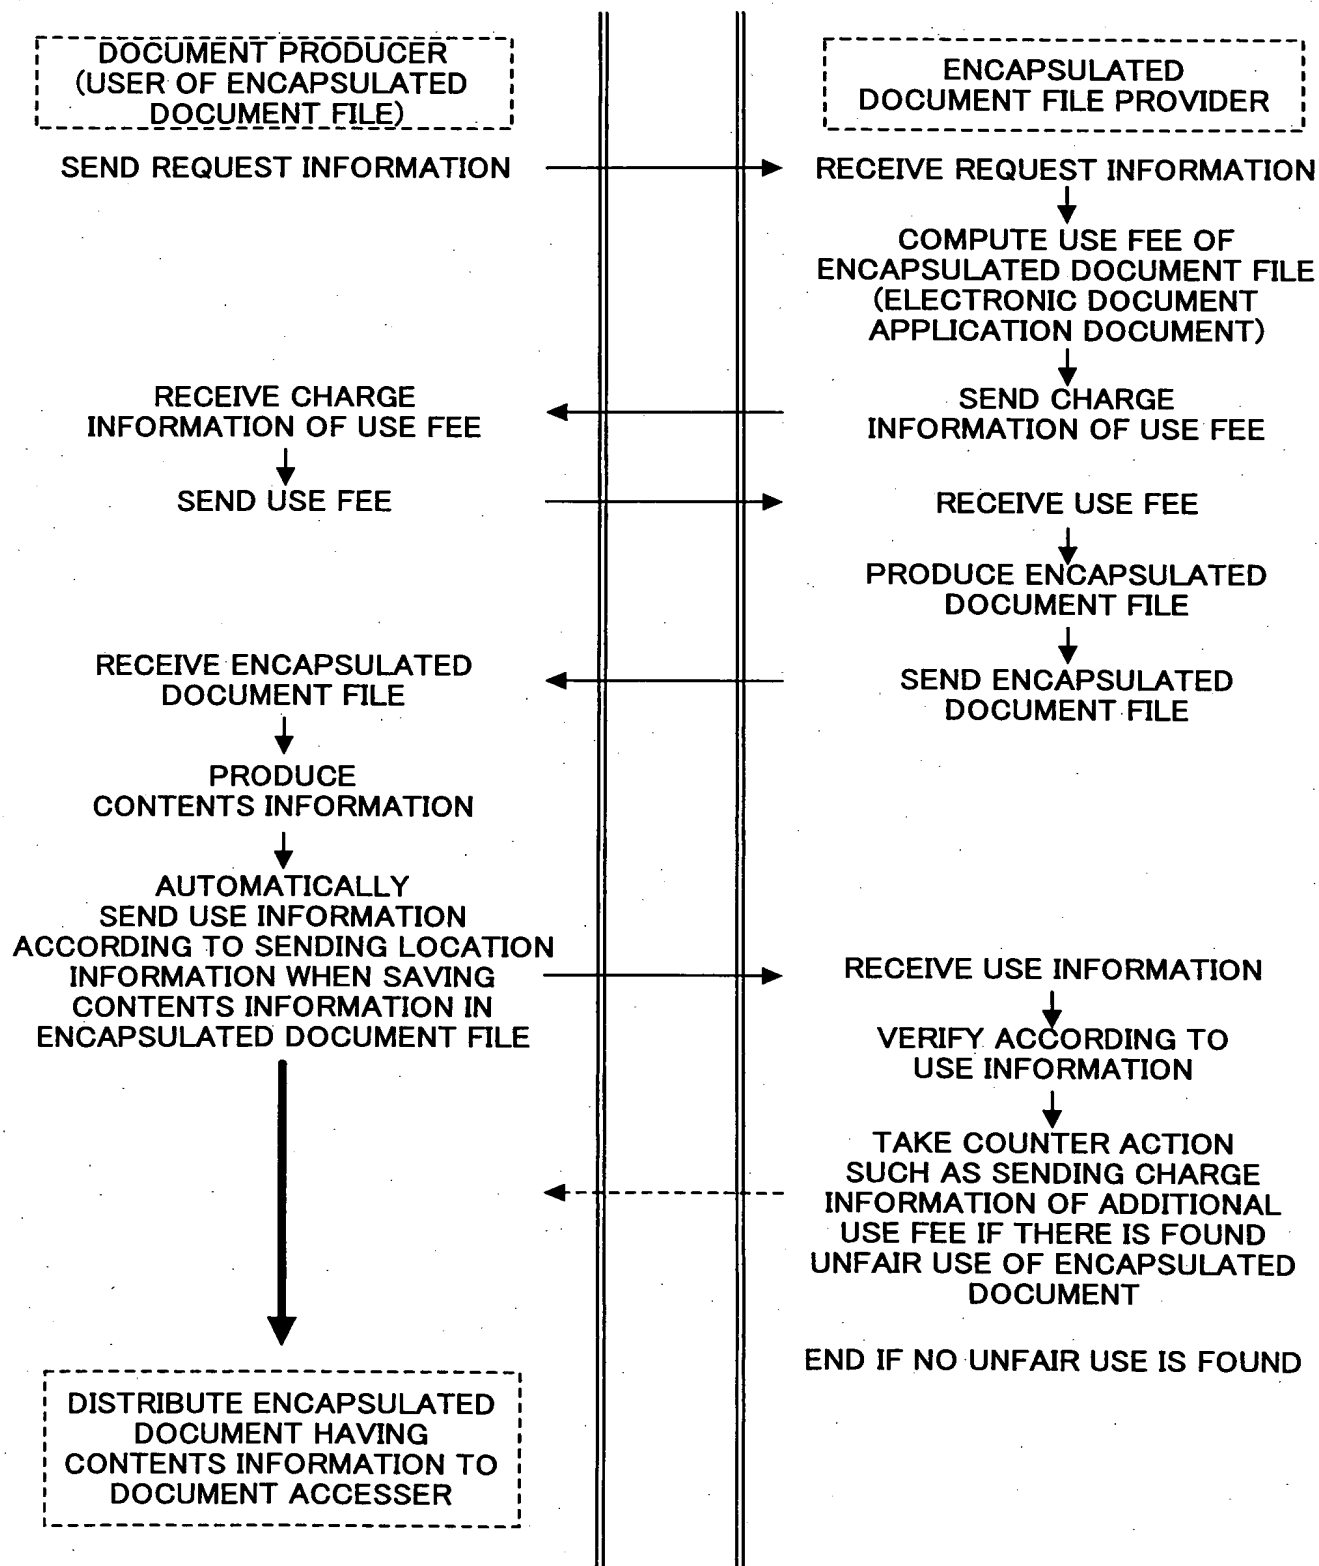 DOCUMENT PRODUCER
(USER OF ENCAPSULATED
DOCUMENT FILE)
ENCAPSULATED
DOCUMENT FILE PROVIDER
SEND REQUEST INFORMATION
RECEIVE REQUEST INFORMATION
COMPUTE USE FEE OF
ENCAPSULATED DOCUMENT FILE
(ELECTRONIC DOCUMENT
APPLICATION DOCUMENT)
RECEIVE CHARGE
INFORMATION OF USE FEE
SEND CHARGE
INFORMATION OF USE FEE
SEND USE FEE
RECEIVE USE FEE
PRODUCE ENCAPSULATED
DOCUMENT FILE
RECEIVE ENCAPSULATED
DOCUMENT FILE
SEND ENCAPSULATED
DOCUMENT FILE
PRODUCE
CONTENTS INFORMATION
AUTOMATICALLY
SEND USE INFORMATION
ACCORDING TO SENDING LOCATION
INFORMATION WHEN SAVING
CONTENTS INFORMATION IN
ENCAPSULATED DOCUMENT FILE
RECEIVE USE INFORMATION
VERIFY ACCORDING TO
USE INFORMATION
TAKE COUNTER ACTION
SUCH AS SENDING CHARGE
INFORMATION OF ADDITIONAL
USE FEE IF THERE IS FOUND
UNFAIR USE OF ENCAPSULATED
DOCUMENT
END IF NO UNFAIR USE IS FOUND
DISTRIBUTE ENCAPSULATED
DOCUMENT HAVING
CONTENTS INFORMATION TO
DOCUMENT ACCESSER